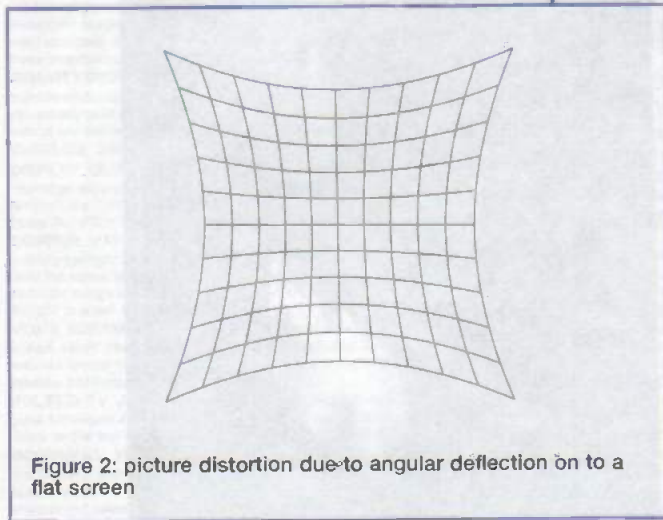 Figure 2: picture distortion due to angular deflection on to a
flat screen